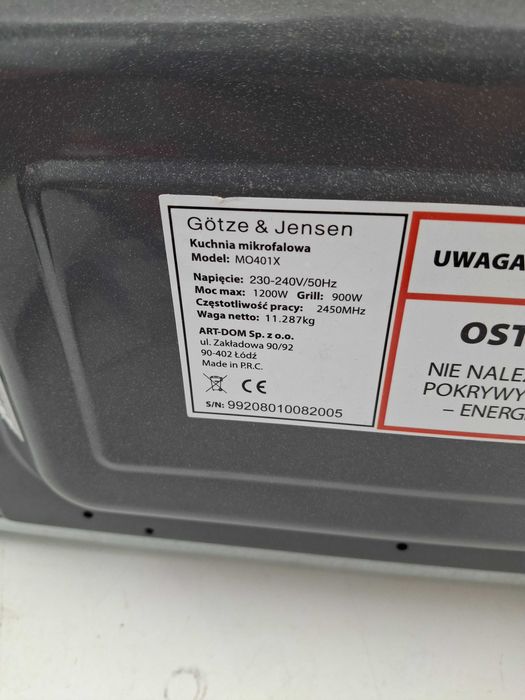 Götze & Jensen
Kuchnia mikrofalowa
Model: MO401X
Napięcie: 230-240V/50Hz
Moc max: 1200W Grill: 900W
Częstotliwość pracy: 2450MHz
Waga netto: 11.287kg
ART-DOM Sp. z o.o.
ul. Zakładowa 90/92
90-402 Łódź
Made in P.R.C.
CE
S/N: 99208010082005
UWAGA
OST
NIE NALE
POKRYWY
– ENERG